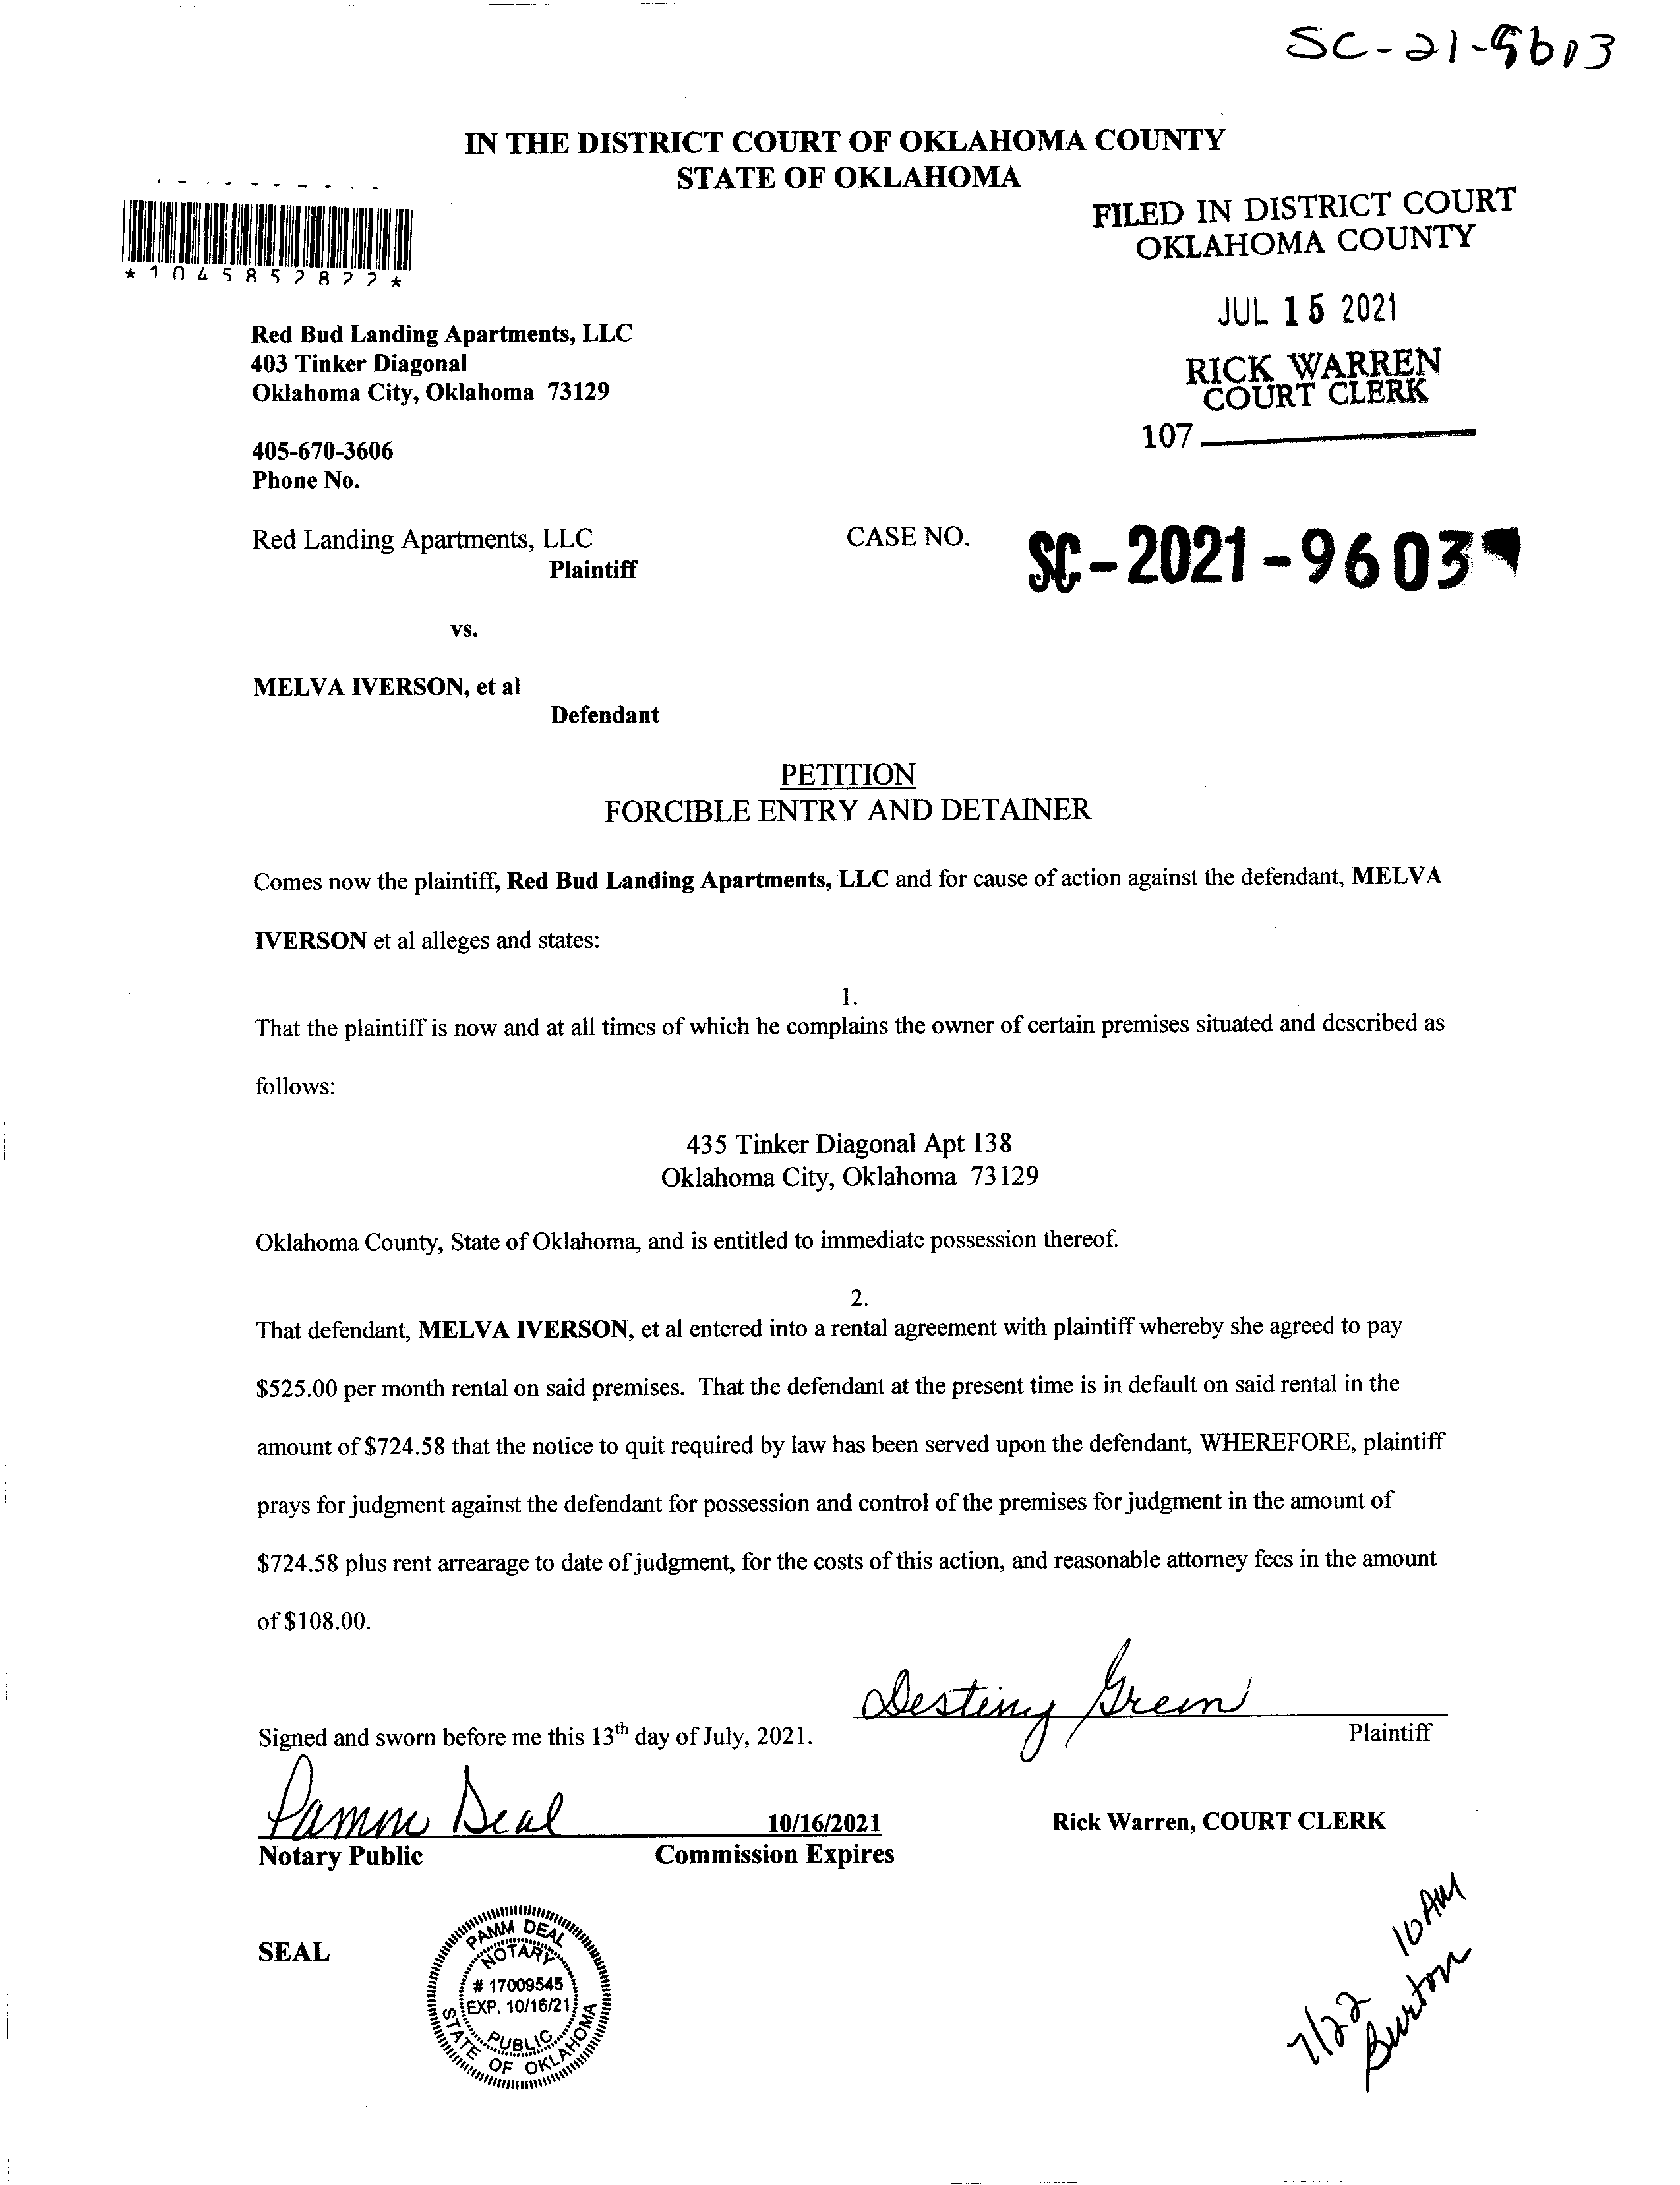 SC-21-9603
IN THE DISTRICT COURT OF OKLAHOMA COUNTY
STATE OF OKLAHOMA
*1045852822*
FILED IN DISTRICT COURT
OKLAHOMA COUNTY
JUL 15 2021
RICK WARREN
COURT CLERK
107
Red Bud Landing Apartments, LLC
403 Tinker Diagonal
Oklahoma City, Oklahoma 73129
405-670-3606
Phone No.
Red Landing Apartments, LLC
Plaintiff
CASE NO. SC-2021-9603
vs.
MELVA IVERSON, et al
Defendant
PETITION
FORCIBLE ENTRY AND DETAINER
Comes now the plaintiff, Red Bud Landing Apartments, LLC and for cause of action against the defendant, MELVA
IVERSON et al alleges and states:
1.
That the plaintiff is now and at all times of which he complains the owner of certain premises situated and described as
follows:
435 Tinker Diagonal Apt 138
Oklahoma City, Oklahoma 73129
Oklahoma County, State of Oklahoma, and is entitled to immediate possession thereof.
2.
That defendant, MELVA IVERSON, et al entered into a rental agreement with plaintiff whereby she agreed to pay
$525.00 per month rental on said premises. That the defendant at the present time is in default on said rental in the
amount of $724.58 that the notice to quit required by law has been served upon the defendant, WHEREFORE, plaintiff
prays for judgment against the defendant for possession and control of the premises for judgment in the amount of
$724.58 plus rent arrearage to date of judgment, for the costs of this action, and reasonable attorney fees in the amount
of $108.00.
Destiny Green
Signed and sworn before me this 13th day of July, 2021.
Plaintiff
Pamm Deal
10/16/2021
Rick Warren, COURT CLERK
Notary Public
Commission Expires
SEAL
PAMM DEAL
NOTARY
# 17009545
EXP. 10/16/21
PUBLIC
STATE OF OKLAHOMA
7/22 10 AM
Burton